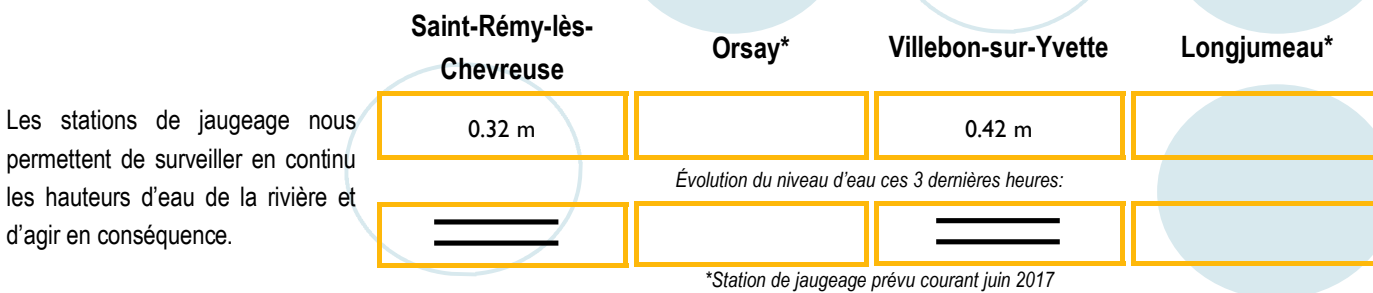 Saint-Rémy-lès-
Chevreuse
Orsay*
Villebon-sur-Yvette
Longjumeau*
Les stations de jaugeage nous
permettent de surveiller en continu
les hauteurs d’eau de la rivière et
d’agir en conséquence.
0.32 m
0.42 m
Évolution du niveau d’eau ces 3 dernières heures:
*Station de jaugeage prévu courant juin 2017